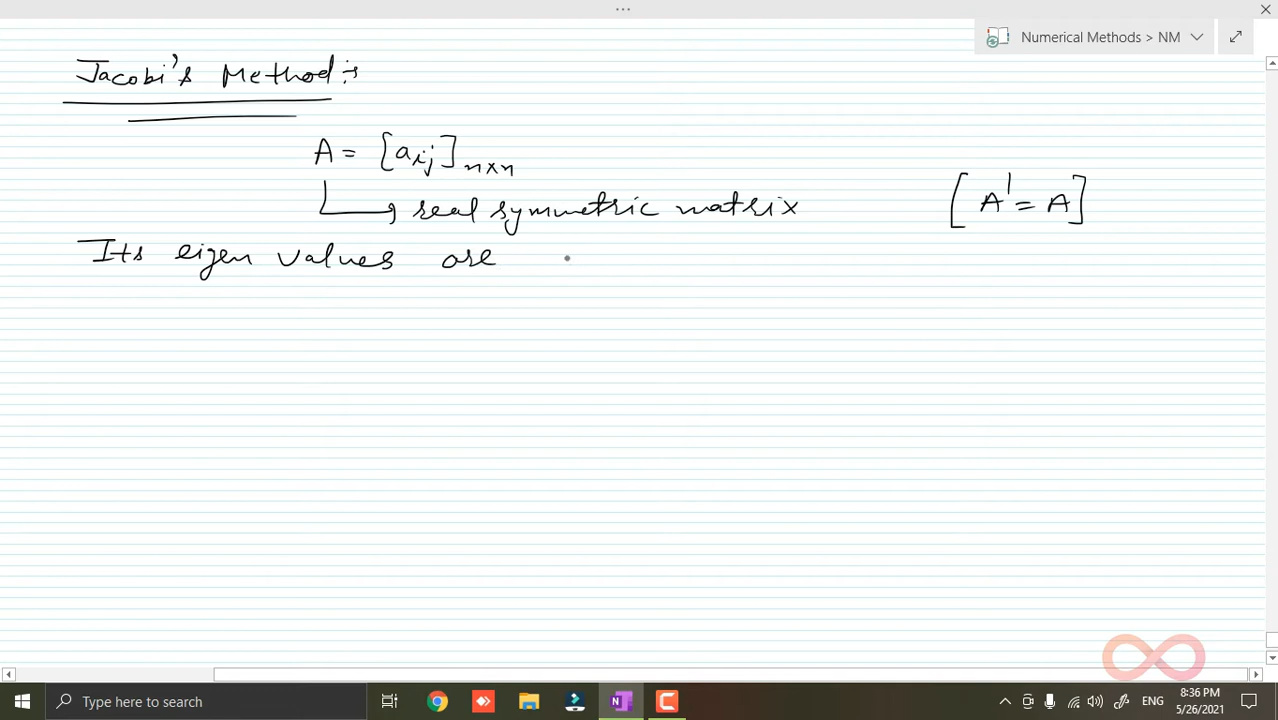 Numerical Methods > NM
Jacobi's Method :-
A = [aij]n×n
real symmetric matrix [A' = A]
Its eigen values are
Type here to search
ENG
8:36 PM
5/26/2021